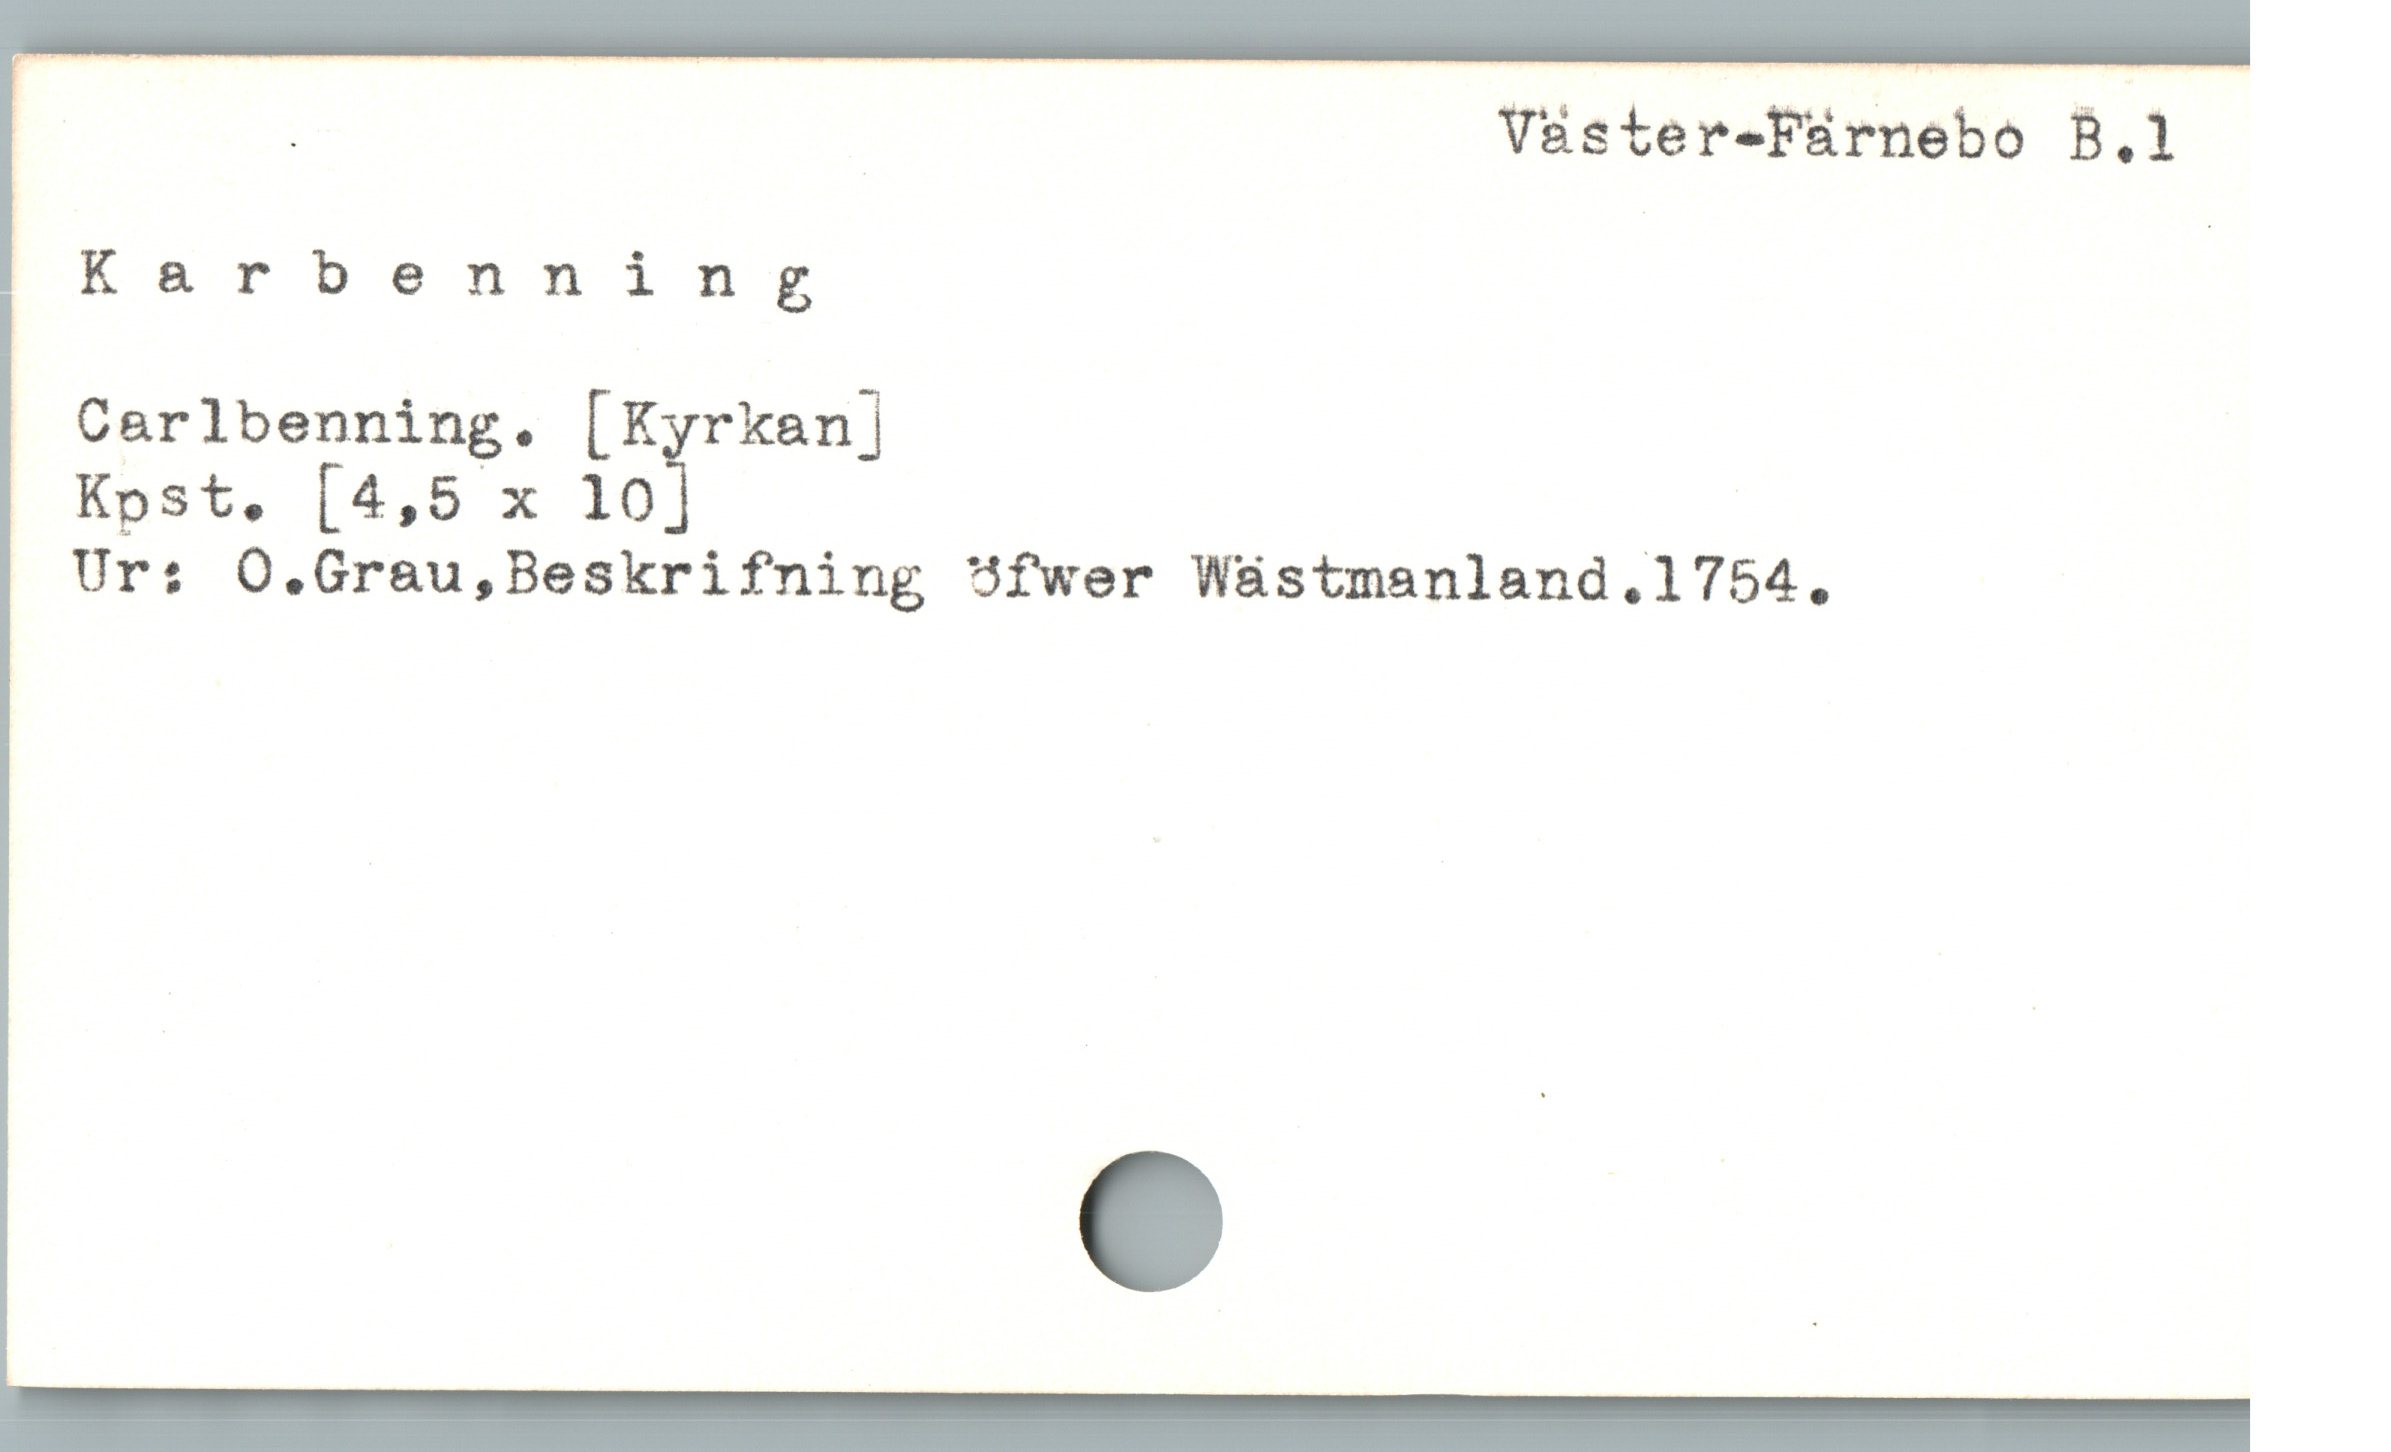 Väster-Färnebo B.1
K a r b e n n i n g
Carlbenning. [Kyrkan]
Kpst. [4,5 x 10]
Ur: O.Grau,Beskrifning öfwer Wästmanland.1754.